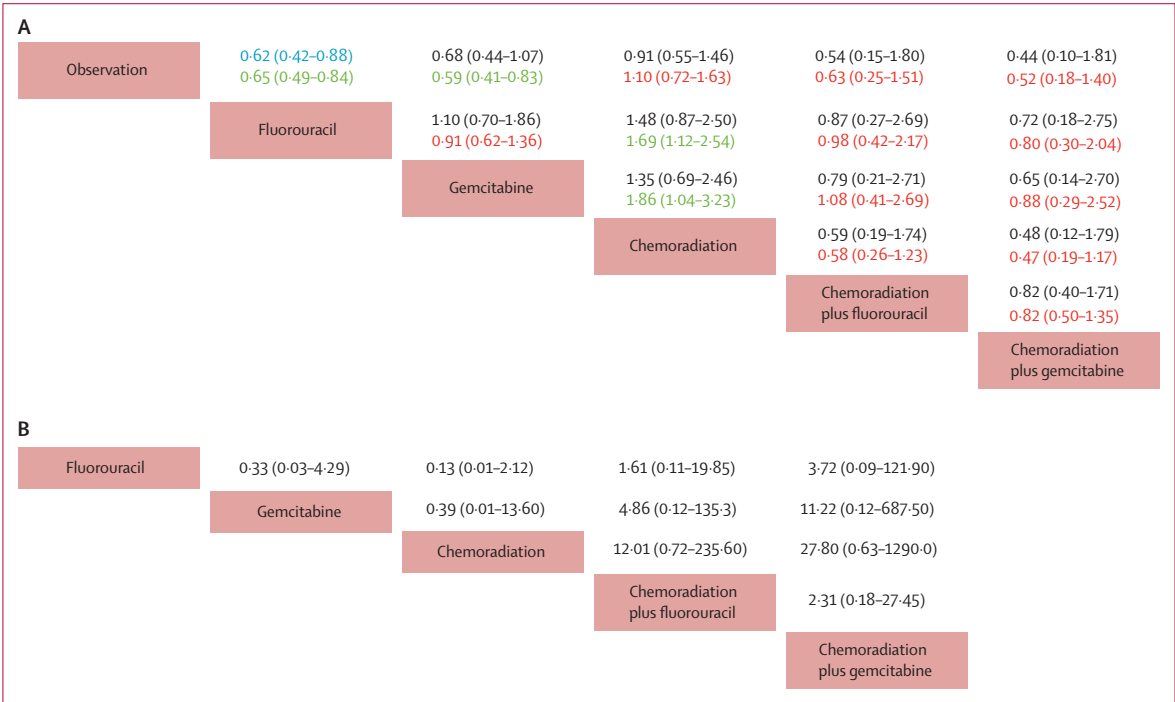 A
Observation 0·62 (0·42–0·88) 0·68 (0·44–1·07) 0·91 (0·55–1·46) 0·54 (0·15–1·80) 0·44 (0·10–1·81)
0·65 (0·49–0·84) 0·59 (0·41–0·83) 1·10 (0·72–1·63) 0·63 (0·25–1·51) 0·52 (0·18–1·40)
Fluorouracil 1·10 (0·70–1·86) 1·48 (0·87–2·50) 0·87 (0·27–2·69) 0·72 (0·18–2·75)
0·91 (0·62–1·36) 1·69 (1·12–2·54) 0·98 (0·42–2·17) 0·80 (0·30–2·04)
Gemcitabine 1·35 (0·69–2·46) 0·79 (0·21–2·71) 0·65 (0·14–2·70)
1·86 (1·04–3·23) 1·08 (0·41–2·69) 0·88 (0·29–2·52)
Chemoradiation 0·59 (0·19–1·74) 0·48 (0·12–1·79)
0·58 (0·26–1·23) 0·47 (0·19–1·17)
Chemoradiation 0·82 (0·40–1·71)
plus fluorouracil 0·82 (0·50–1·35)
Chemoradiation
plus gemcitabine
B
Fluorouracil 0·33 (0·03–4·29) 0·13 (0·01–2·12) 1·61 (0·11–19·85) 3·72 (0·09–121·90)
Gemcitabine 0·39 (0·01–13·60) 4·86 (0·12–135·3) 11·22 (0·12–687·50)
Chemoradiation 12·01 (0·72–235·60) 27·80 (0·63–1290·0)
Chemoradiation
plus fluorouracil 2·31 (0·18–27·45)
Chemoradiation
plus gemcitabine